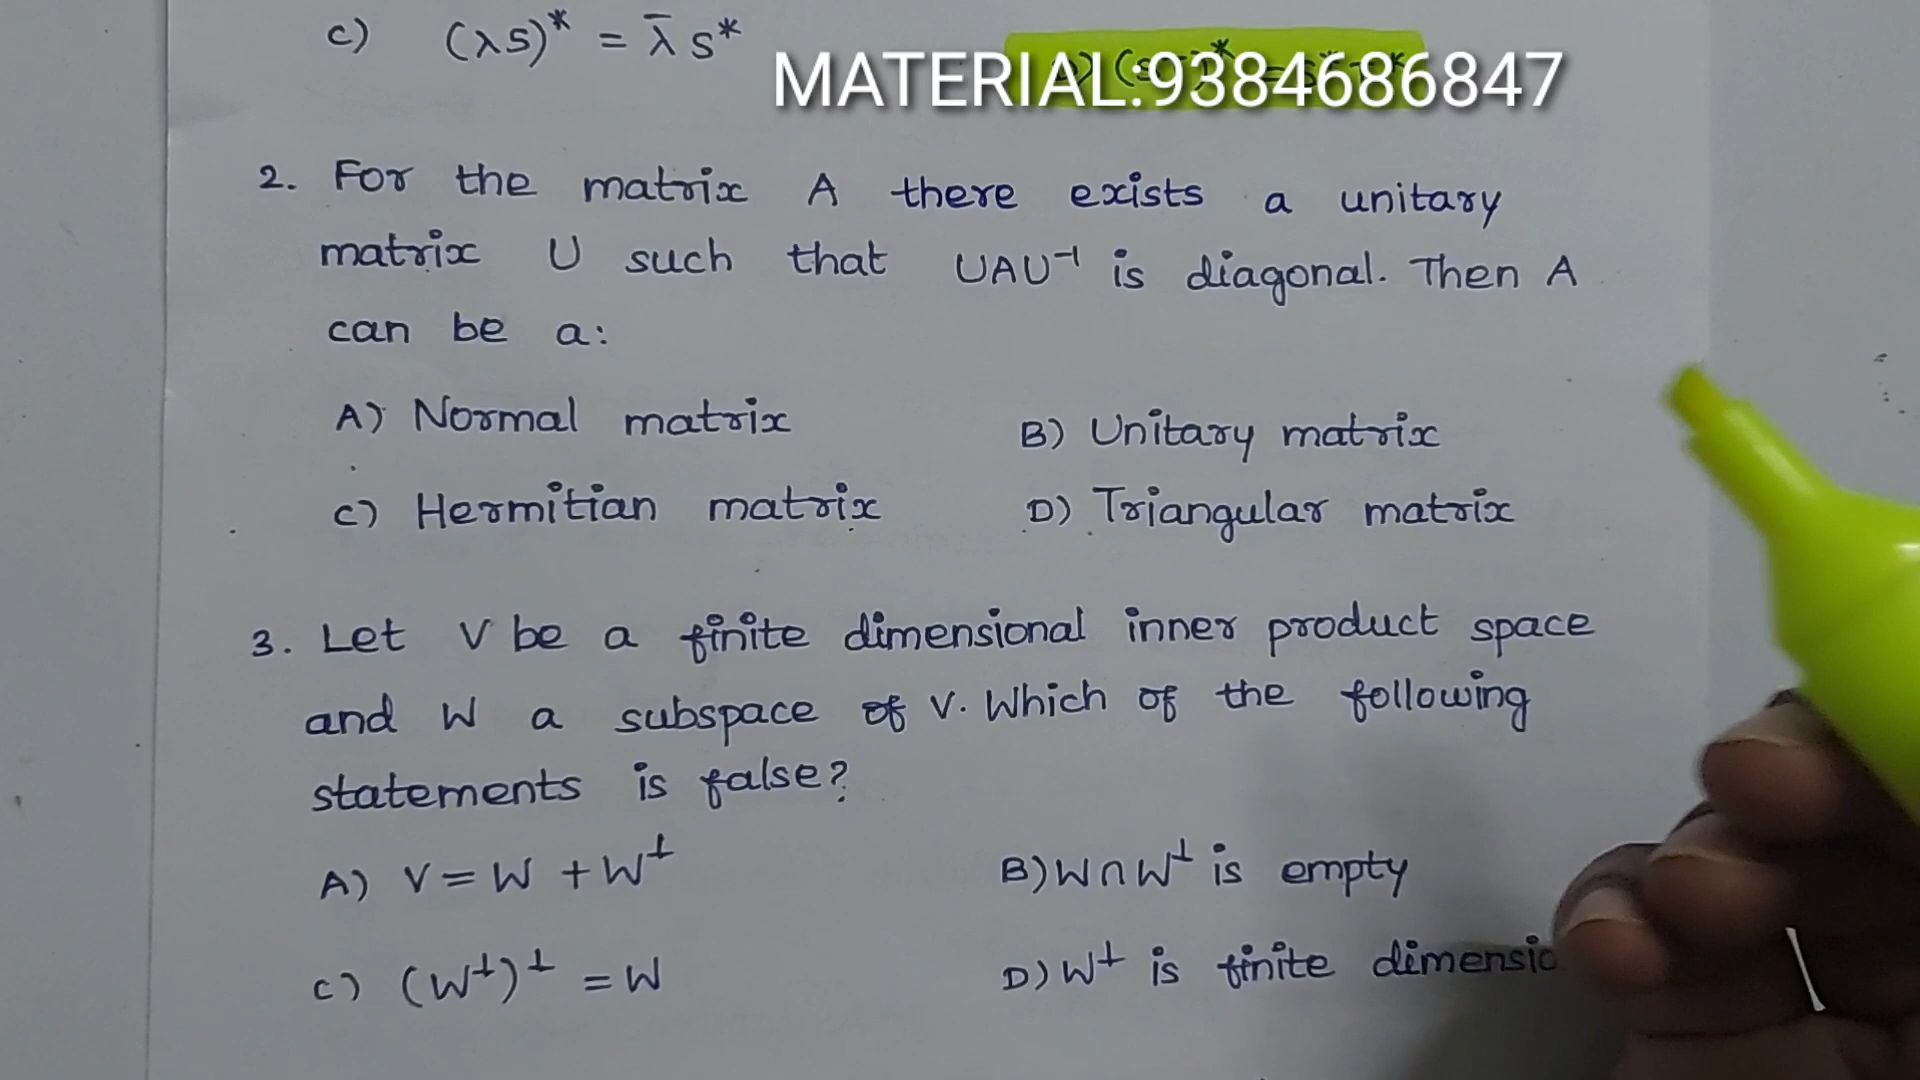 c) (λS)* = λ̄ S*
MATERIAL:9384686847
2. For the matrix A there exists a unitary
matrix U such that UAU⁻¹ is diagonal. Then A
can be a:
A) Normal matrix B) Unitary matrix
C) Hermitian matrix D) Triangular matrix
3. Let V be a finite dimensional inner product space
and W a subspace of V. Which of the following
statements is false?
A) V = W + W⊥ B) W∩W⊥ is empty
C) (W⊥)⊥ = W D) W⊥ is finite